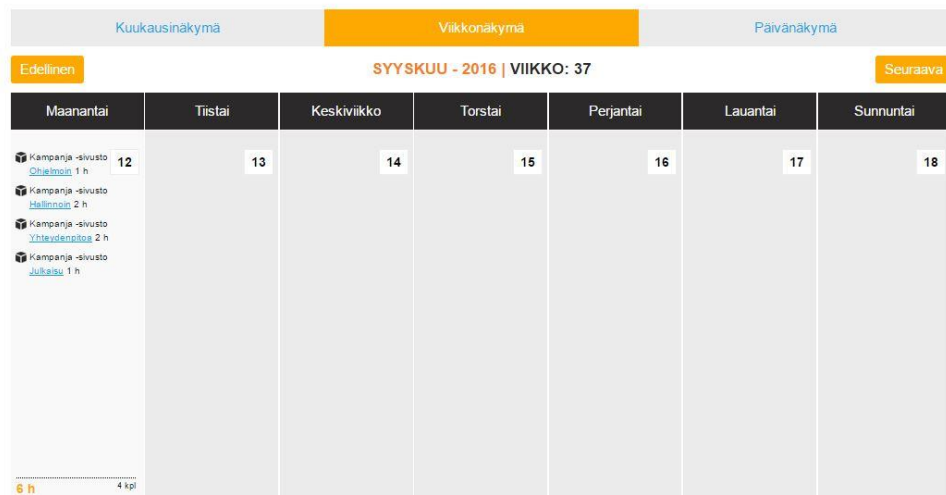 Kuukausinäkymä Viikkonäkymä Päivänäkymä
Edellinen SYYSKUU - 2016 | VIIKKO: 37 Seuraava
Maanantai Tiistai Keskiviikko Torstai Perjantai Lauantai Sunnuntai
12 13 14 15 16 17 18
Kampanja -sivusto
Ohjelmoin 1 h
Kampanja -sivusto
Hallinnoin 2 h
Kampanja -sivusto
Yhteydenpitoa 2 h
Kampanja -sivusto
Julkaisu 1 h
6 h 4 kpl